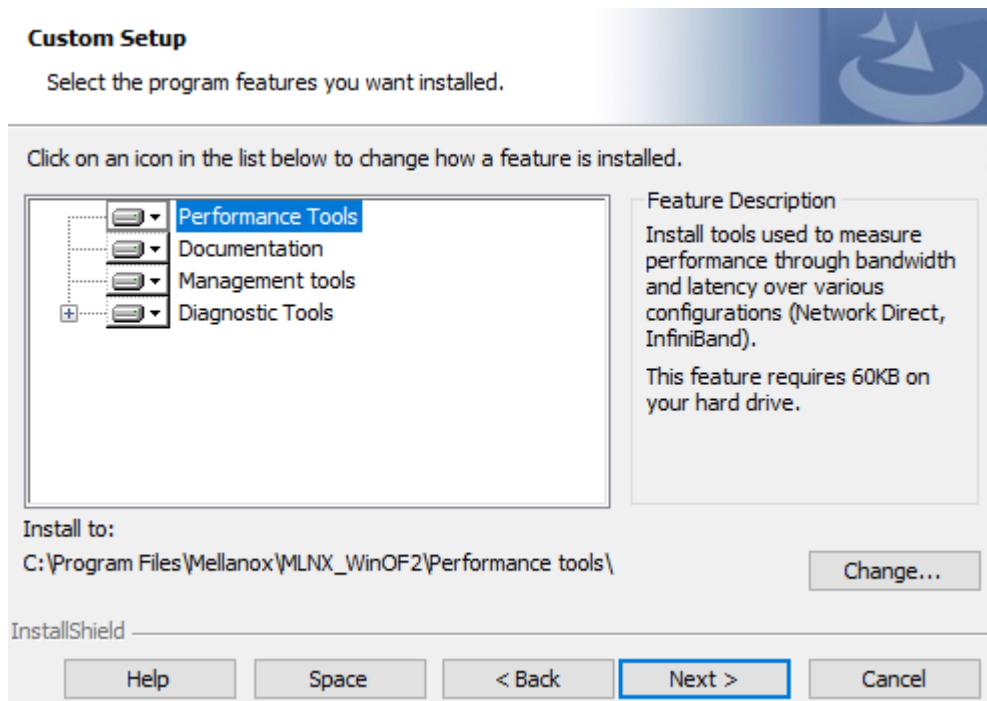 Custom Setup
Select the program features you want installed.
Click on an icon in the list below to change how a feature is installed.
Performance Tools
Documentation
Management tools
Diagnostic Tools
Feature Description
Install tools used to measure
performance through bandwidth
and latency over various
configurations (Network Direct,
InfiniBand).
This feature requires 60KB on
your hard drive.
Install to:
C:\Program Files\Mellanox\MLNX_WinOF2\Performance tools\
Change...
InstallShield
Help
Space
< Back
Next >
Cancel